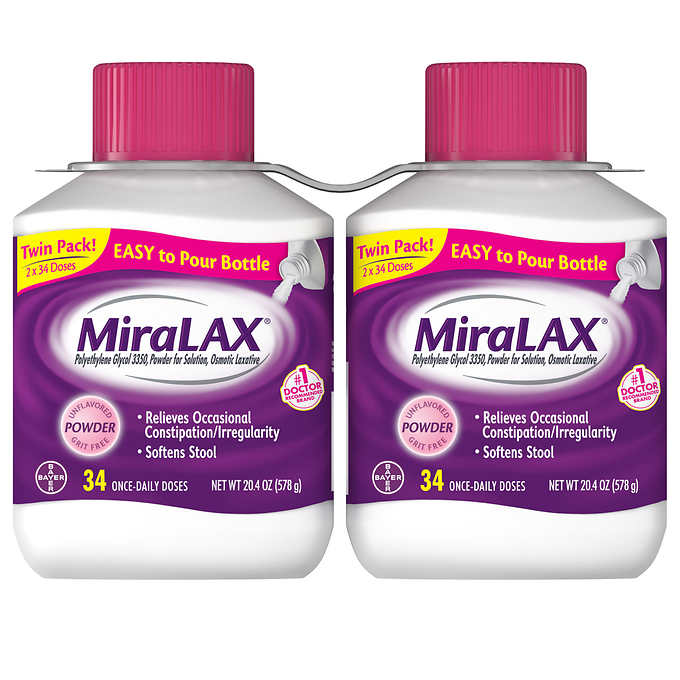 Twin Pack!
2 x 34 Doses
EASY to Pour Bottle
MiraLAX®
Polyethylene Glycol 3350, Powder for Solution, Osmotic Laxative
#1
DOCTOR
RECOMMENDED
BRAND
UNFLAVORED
POWDER
GRIT FREE
• Relieves Occasional
Constipation/Irregularity
• Softens Stool
BAYER
BAYER
34 ONCE-DAILY DOSES
NET WT 20.4 OZ (578 g)
Twin Pack!
2 x 34 Doses
EASY to Pour Bottle
MiraLAX®
Polyethylene Glycol 3350, Powder for Solution, Osmotic Laxative
#1
DOCTOR
RECOMMENDED
BRAND
UNFLAVORED
POWDER
GRIT FREE
• Relieves Occasional
Constipation/Irregularity
• Softens Stool
BAYER
BAYER
34 ONCE-DAILY DOSES
NET WT 20.4 OZ (578 g)